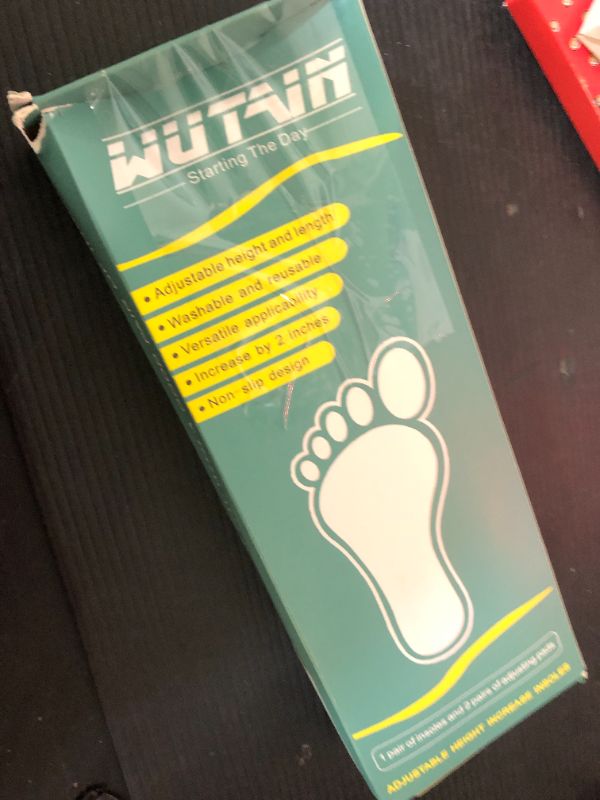 WUTAIN
Starting The Day
• Adjustable height and length
• Washable and reusable
• Versatile applicability
• Increase by 2 inches
• Non slip design
1 pair of insoles and 2 pairs of adjusting pads
ADJUSTABLE HEIGHT INCREASE INSOLES